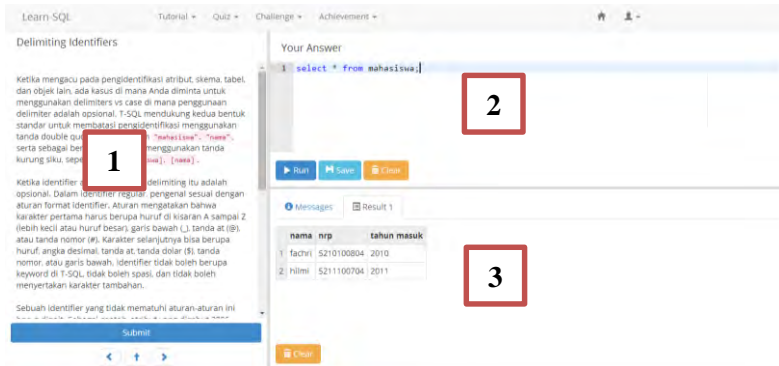 Learn-SQL Tutorial Quiz Challenge Achievement
Delimiting Identifiers
Ketika mengacu pada pengidentifikasi atribut, skema, tabel,
dan objek lain, ada kasus di mana Anda diminta untuk
menggunakan delimiters vs case di mana penggunaan
delimiter adalah opsional. T-SQL mendukung kedua bentuk
standar untuk membatasi pengidentifikasi menggunakan
tanda double "mahasiswa", "nama",
serta sebagai menggunakan tanda
kurung siku, [nama].
Ketika identifier delimiting itu adalah
opsional. Dalam identifier regular, pengenal sesuai dengan
aturan format identifier. Aturan mengatakan bahwa
karakter pertama harus berupa huruf di kisaran A sampai Z
(lebih kecil atau huruf besar), garis bawah (_), tanda at (@),
atau tanda nomor (#). Karakter selanjutnya bisa berupa
huruf, angka desimal, tanda at, tanda dolar ($), tanda
nomor, atau garis bawah. Identifier tidak boleh berupa
keyword di T-SQL, tidak boleh spasi, dan tidak boleh
menyertakan karakter tambahan.
Sebuah identifier yang tidak mematuhi aturan-aturan ini
Submit
1
Your Answer
1 select * from mahasiswa;
2
Run Save Clear
Messages Result 1
nama nrp tahun masuk
1 fachri 5210100804 2010
2 hilmi 5211100704 2011
3
Clear